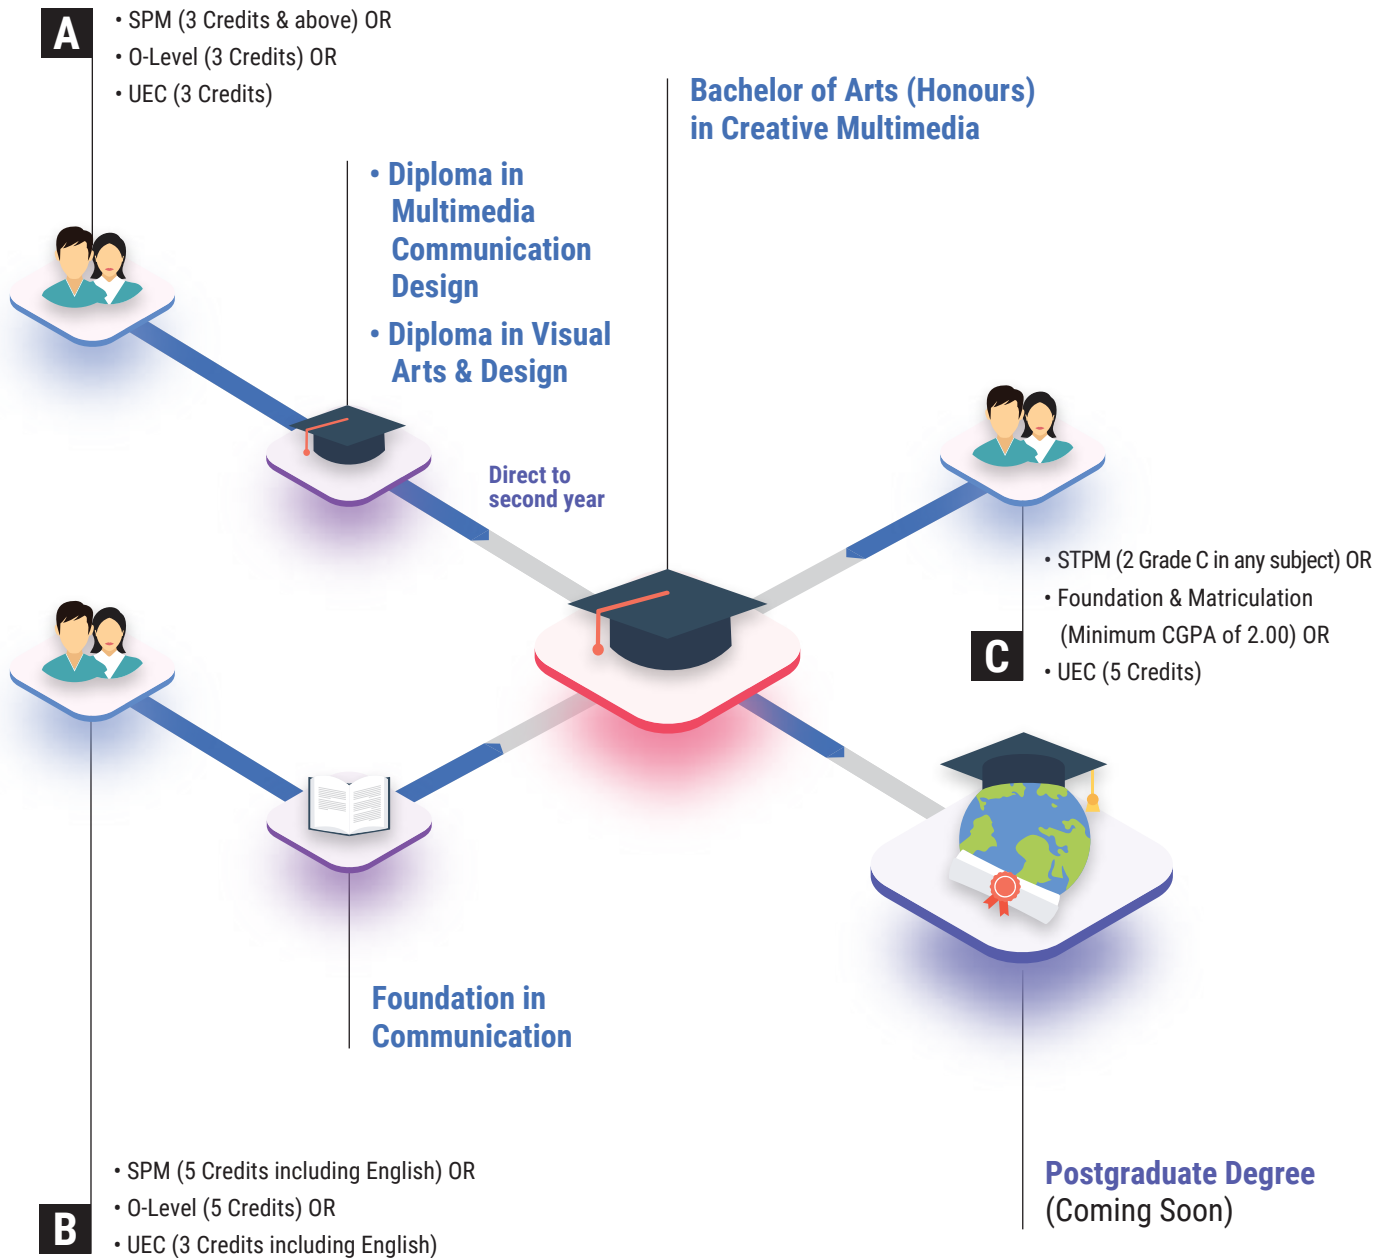 A
• SPM (3 Credits & above) OR
• O-Level (3 Credits) OR
• UEC (3 Credits)
Bachelor of Arts (Honours)
in Creative Multimedia
• Diploma in
Multimedia
Communication
Design
• Diploma in Visual
Arts & Design
Direct to
second year
• STPM (2 Grade C in any subject) OR
• Foundation & Matriculation
(Minimum CGPA of 2.00) OR
• UEC (5 Credits)
C
Foundation in
Communication
Postgraduate Degree
(Coming Soon)
B
• SPM (5 Credits including English) OR
• O-Level (5 Credits) OR
• UEC (3 Credits including English)